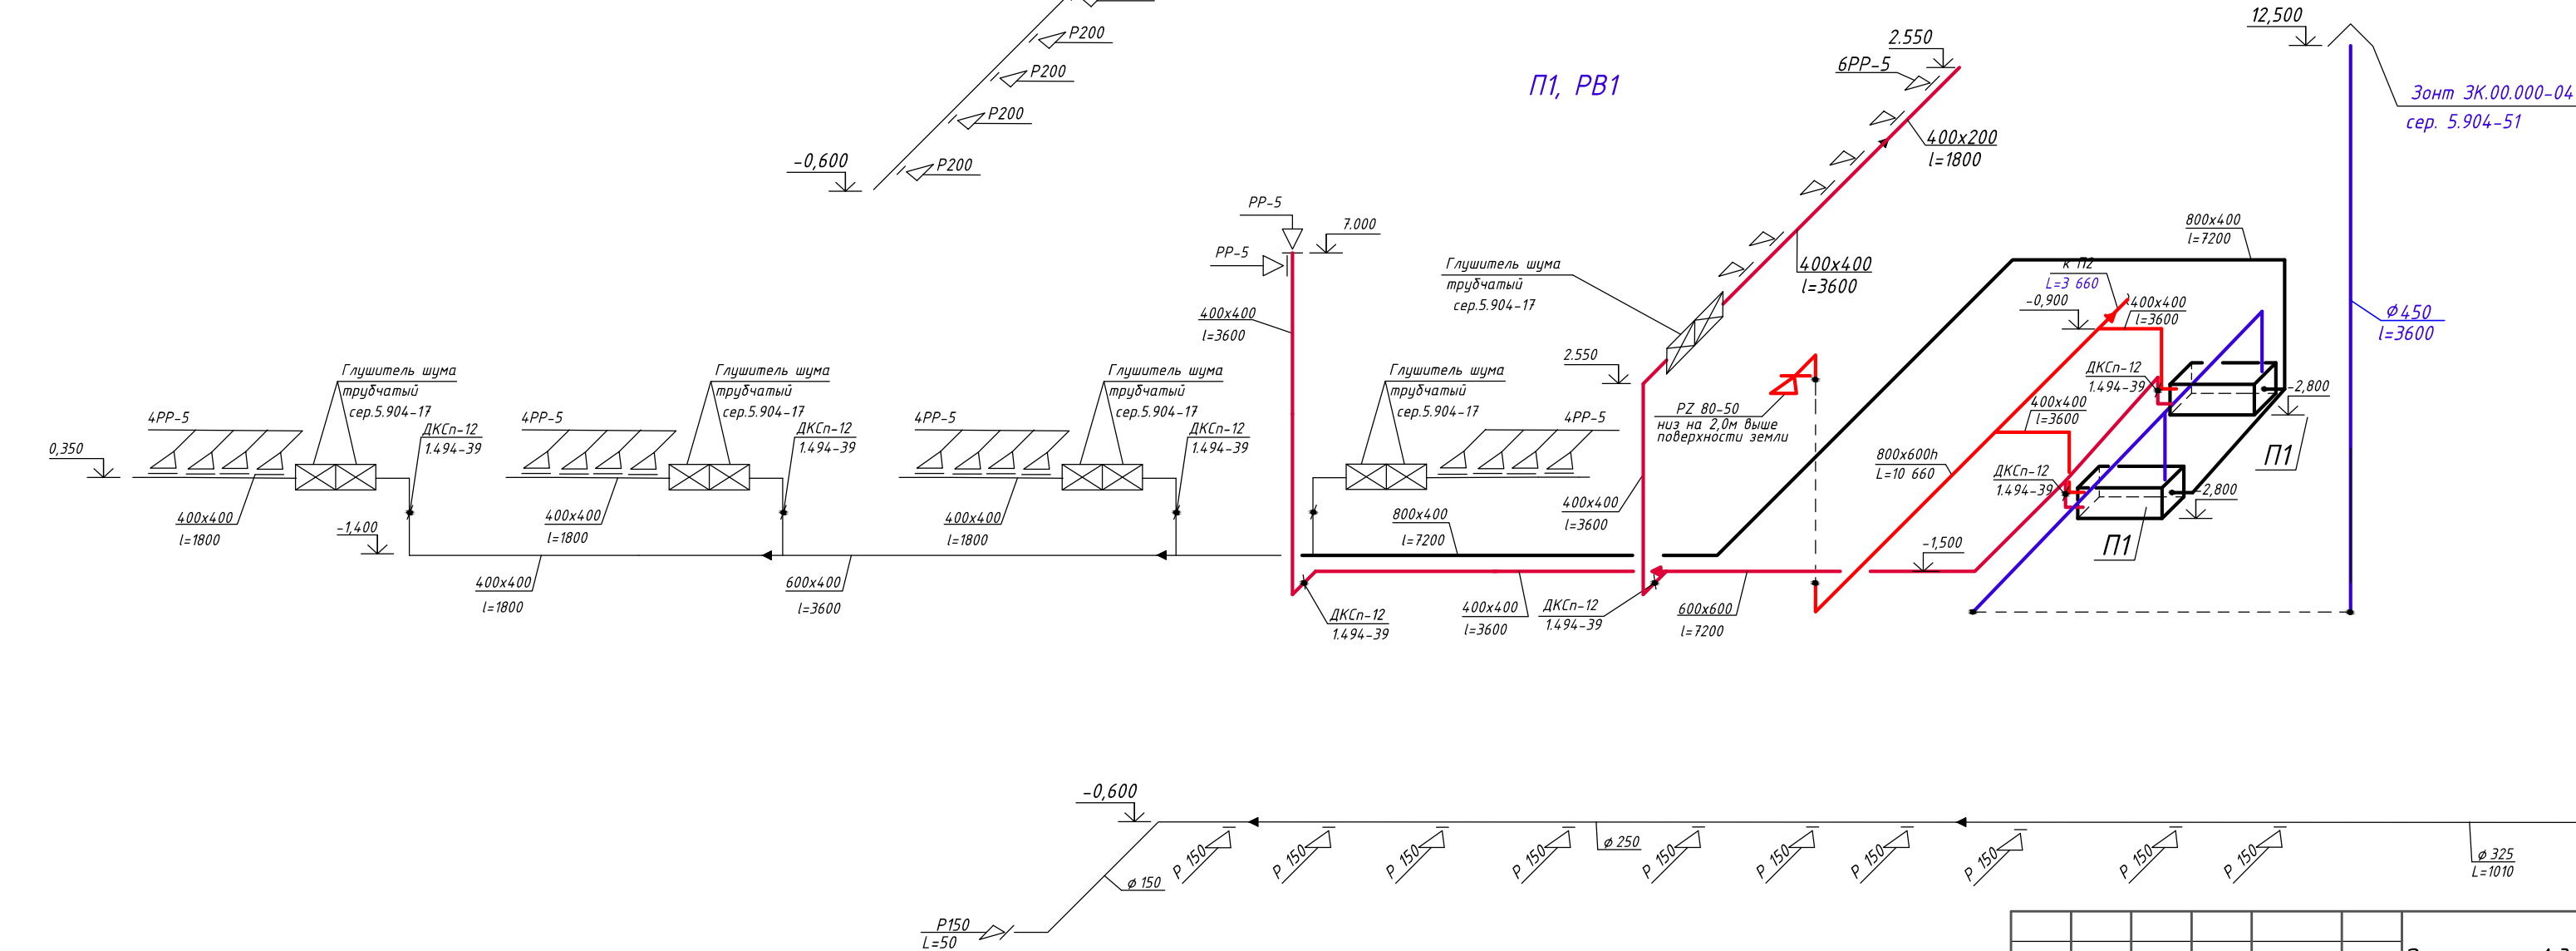 P200
P200
P200
P200
-0,600
П1, РВ1
2.550
6РР-5
400х200
l=1800
400х400
l=3600
12,500
Зонт ЗК.00.000-04
сер. 5.904-51
ϕ450
l=3600
РР-5
РР-5
7.000
400х400
l=3600
Глушитель шума
трубчатый
сер.5.904-17
2.550
400х400
l=3600
РZ 80-50
низ на 2,0м выше
поверхности земли
800х400
l=7200
к П2
L=3 660
-0,900
400х400
l=3600
ДКСп-12
1.494-39
-2,800
400х400
l=3600
800х600h
L=10 660
ДКСп-12
1.494-39
-2,800
П1
П1
-1,500
Глушитель шума
трубчатый
сер.5.904-17
4РР-5
ДКСп-12
1.494-39
0,350
400х400
l=1800
-1,400
Глушитель шума
трубчатый
сер.5.904-17
4РР-5
ДКСп-12
1.494-39
400х400
l=1800
Глушитель шума
трубчатый
сер.5.904-17
4РР-5
ДКСп-12
1.494-39
400х400
l=1800
Глушитель шума
трубчатый
сер.5.904-17
4РР-5
800х400
l=7200
400х400
l=1800
600х400
l=3600
ДКСп-12
1.494-39
400х400
l=3600
ДКСп-12
1.494-39
600х600
l=7200
-0,600
Р 150
Р 150
Р 150
Р 150
ϕ250
Р 150
Р 150
Р 150
Р 150
Р 150
Р 150
ϕ325
L=1010
ϕ150
Р150
L=50